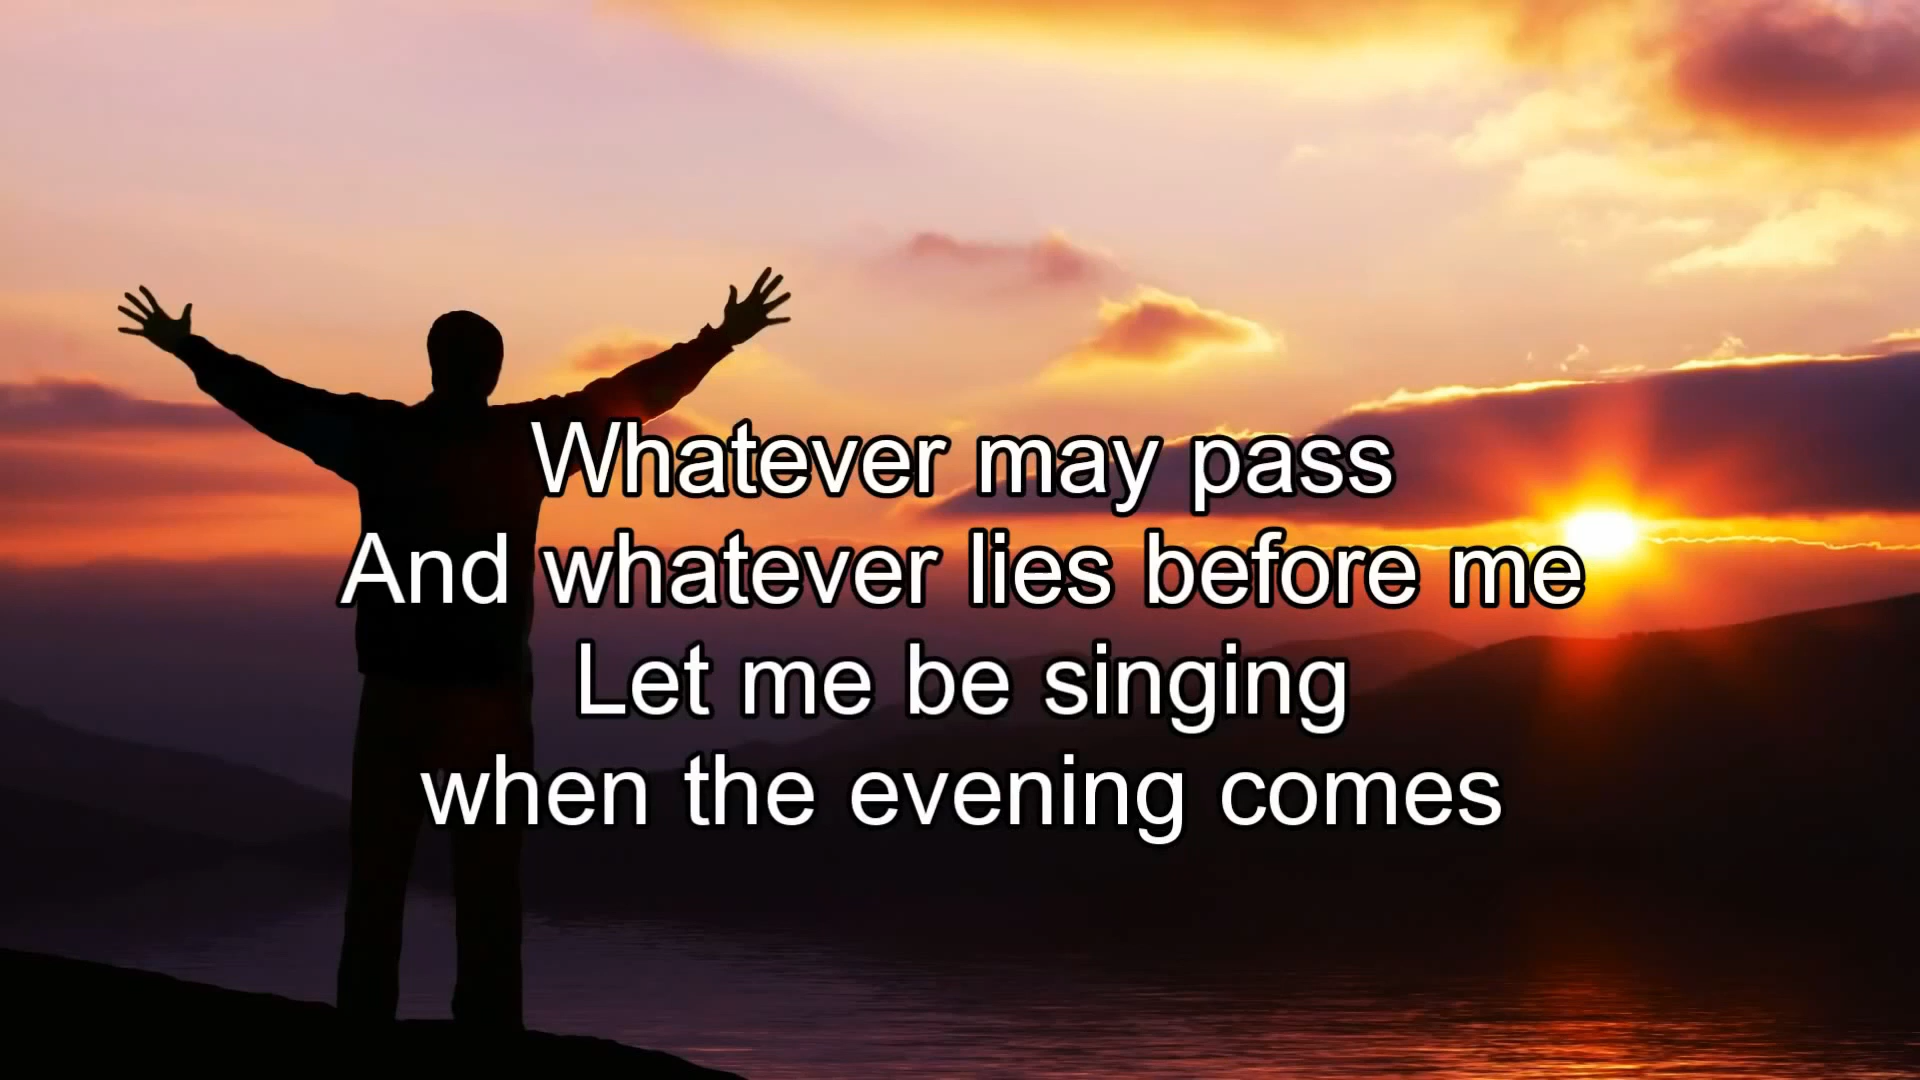 Whatever may pass
And whatever lies before me
Let me be singing
when the evening comes